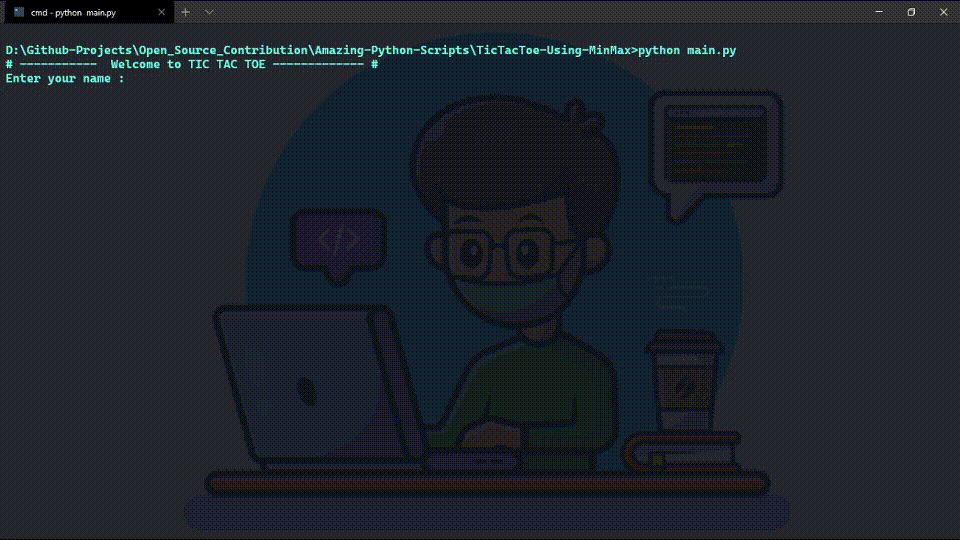 cmd - python main.py
D:\Github-Projects\Open_Source_Contribution\Amazing-Python-Scripts\TicTacToe-Using-MinMax>python main.py
# -----------  Welcome to TIC TAC TOE ------------- #
Enter your name :
</>